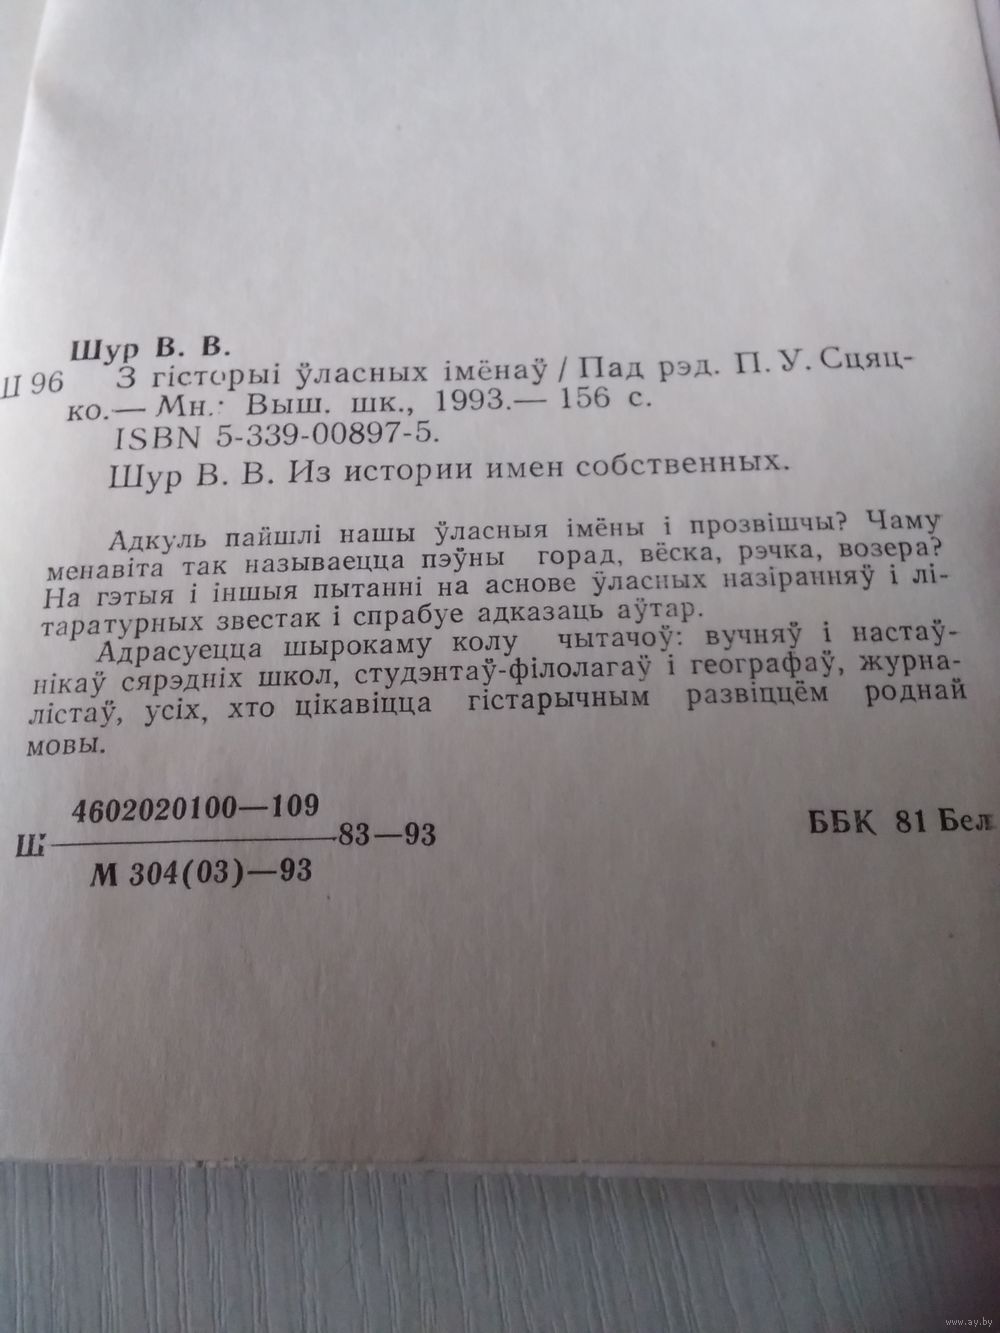 Шур В. В.
Ш 96 З гісторыі ўласных імёнаў / Пад рэд. П. У. Сцяц-
ко.— Мн.: Выш. шк., 1993.— 156 с.
ISBN 5-339-00897-5.
Шур В. В. Из истории имен собственных.
Адкуль пайшлі нашы ўласныя імёны і прозвішчы? Чаму
менавіта так называецца пэўны горад, вёска, рэчка, возера?
На гэтыя і іншыя пытанні на аснове ўласных назіранняў і лі-
таратурных звестак і спрабуе адказаць аўтар.
Адрасуецца шырокаму колу чытачоў: вучняў і настаў-
нікаў сярэдніх школ, студэнтаў-філолагаў і географаў, журна-
лістаў, усіх, хто цікавіцца гістарычным развіццём роднай
мовы.
4602020100—109
Ш 83—93
М 304(03)—93
ББК 81 Бел
www.ay.by